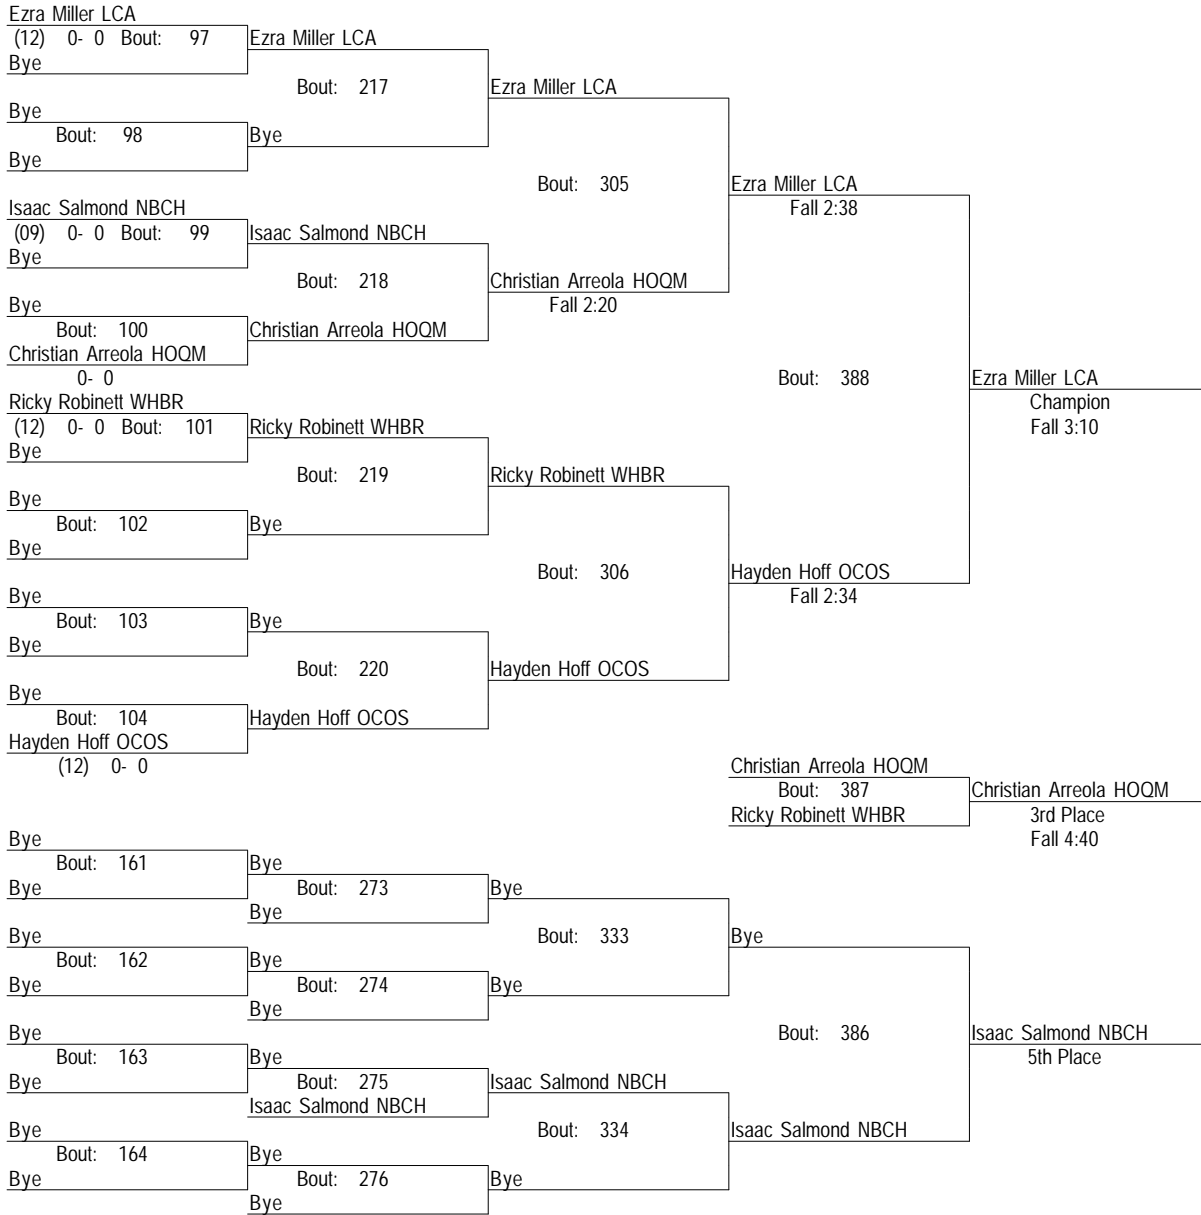 Ezra Miller LCA
(12) 0- 0 Bout: 97
Ezra Miller LCA
Bye
Bout: 217
Ezra Miller LCA
Bye
Bout: 98
Bye
Bye
Bout: 305
Ezra Miller LCA
Fall 2:38
Isaac Salmond NBCH
(09) 0- 0 Bout: 99
Isaac Salmond NBCH
Bye
Bout: 218
Christian Arreola HOQM
Fall 2:20
Bye
Bout: 100
Christian Arreola HOQM
Christian Arreola HOQM
0- 0
Bout: 388
Ezra Miller LCA
Champion
Fall 3:10
Ricky Robinett WHBR
(12) 0- 0 Bout: 101
Ricky Robinett WHBR
Bye
Bout: 219
Ricky Robinett WHBR
Bye
Bout: 102
Bye
Bye
Bout: 306
Hayden Hoff OCOS
Fall 2:34
Bye
Bout: 103
Bye
Bye
Bout: 220
Hayden Hoff OCOS
Bye
Bout: 104
Hayden Hoff OCOS
Hayden Hoff OCOS
(12) 0- 0
Christian Arreola HOQM
Bout: 387
Christian Arreola HOQM
Ricky Robinett WHBR
3rd Place
Fall 4:40
Bye
Bout: 161
Bye
Bye
Bout: 273
Bye
Bye
Bye
Bout: 333
Bye
Bout: 162
Bye
Bye
Bout: 274
Bye
Bye
Bye
Bout: 386
Isaac Salmond NBCH
5th Place
Bye
Bout: 163
Bye
Bye
Bout: 275
Isaac Salmond NBCH
Isaac Salmond NBCH
Bye
Bout: 334
Isaac Salmond NBCH
Bout: 164
Bye
Bye
Bout: 276
Bye
Bye